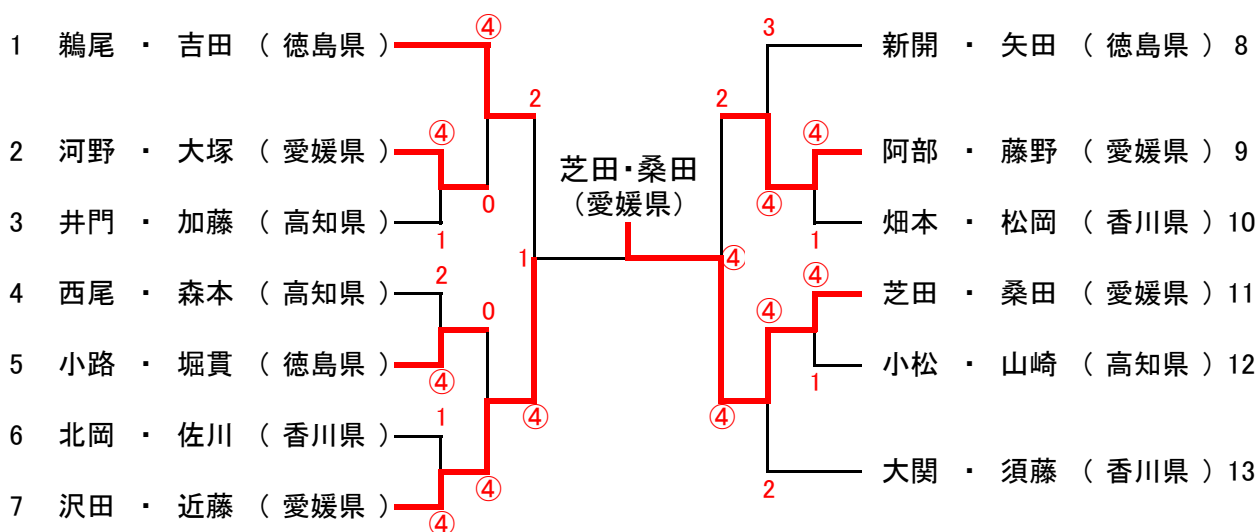 ④
1 鵜尾 ・ 吉田 （ 徳島県 ）
2
④
2 河野 ・ 大塚 （ 愛媛県 ）
0
3 井門 ・ 加藤 （ 高知県 ）
1
2
4 西尾 ・ 森本 （ 高知県 ）
0
5 小路 ・ 堀貫 （ 徳島県 ）
④
1
④
6 北岡 ・ 佐川 （ 香川県 ）
④
7 沢田 ・ 近藤 （ 愛媛県 ）
④
芝田・桑田
（愛媛県）
1
④
3
新開 ・ 矢田 （ 徳島県 ） 8
2
④
阿部 ・ 藤野 （ 愛媛県 ） 9
④
畑本 ・ 松岡 （ 香川県 ） 10
1
④
芝田 ・ 桑田 （ 愛媛県 ） 11
④
小松 ・ 山崎 （ 高知県 ） 12
1
④
大関 ・ 須藤 （ 香川県 ） 13
2